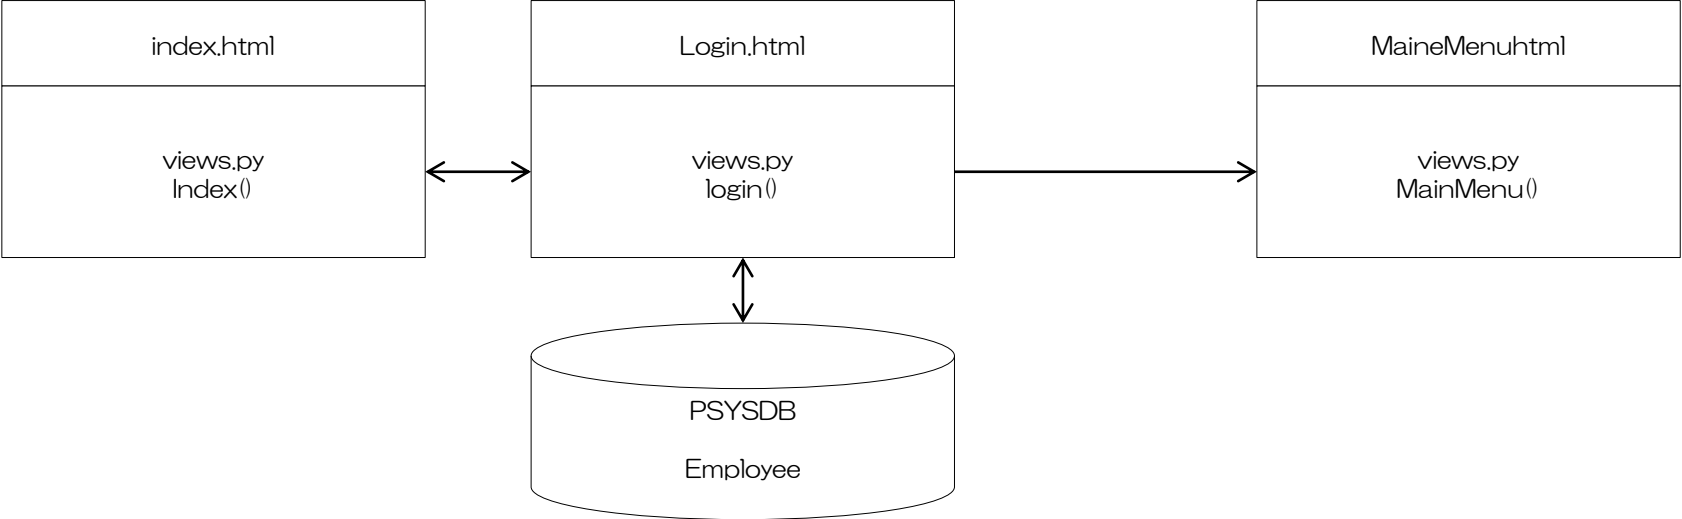 index.html
views.py
Index()
Login.html
views.py
login()
MaineMenuhtml
views.py
MainMenu()
PSYSDB
Employee